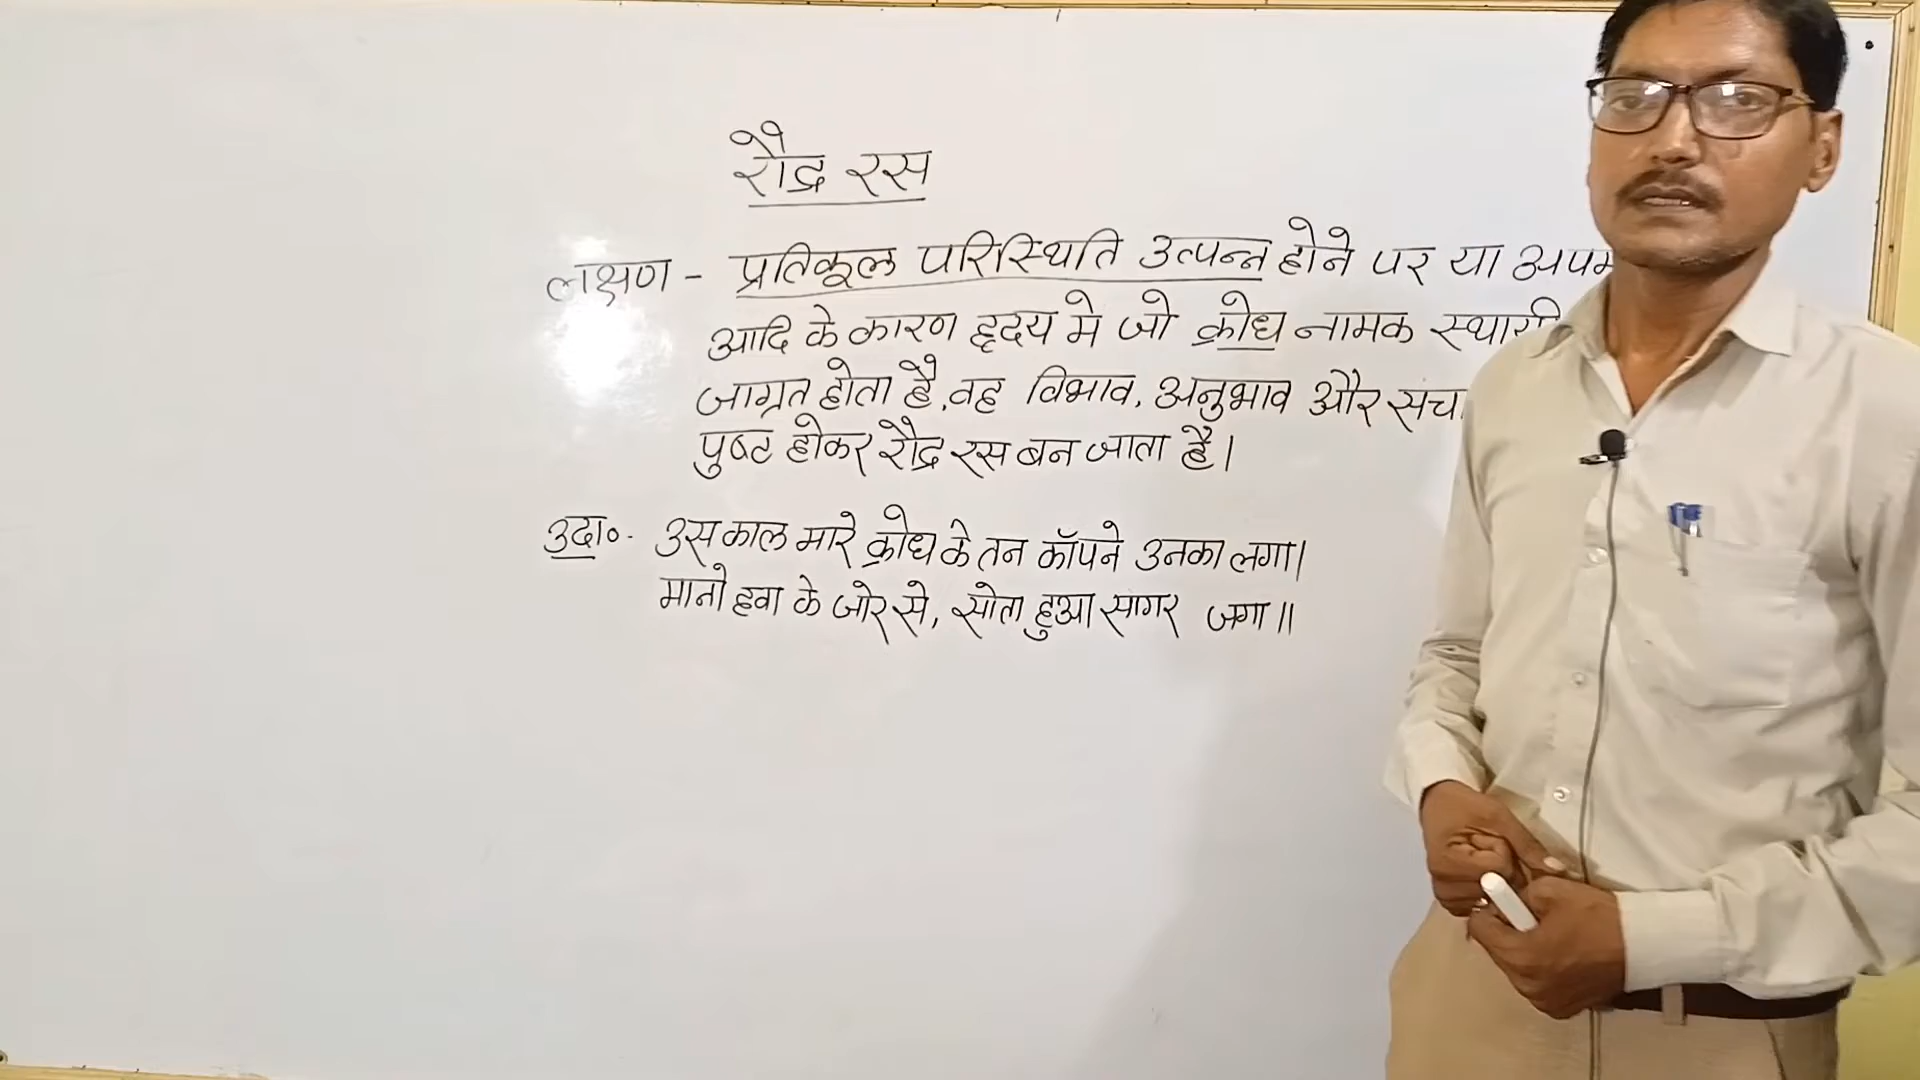 रौद्र रस
लक्षण - प्रतिकूल परिस्थिति उत्पन्न होने पर या
आदि के कारण हृदय मे जो क्रोध नामक स्थायी
जाग्रत होता है, वह विभाव, अनुभाव और
पुष्ट होकर रौद्र रस बन जाता है।
उदा०- उस काल मारे क्रोध के तन काॅपने उनका लगा।
मानो हवा के जोर से, सोता हुआ सागर जगा॥